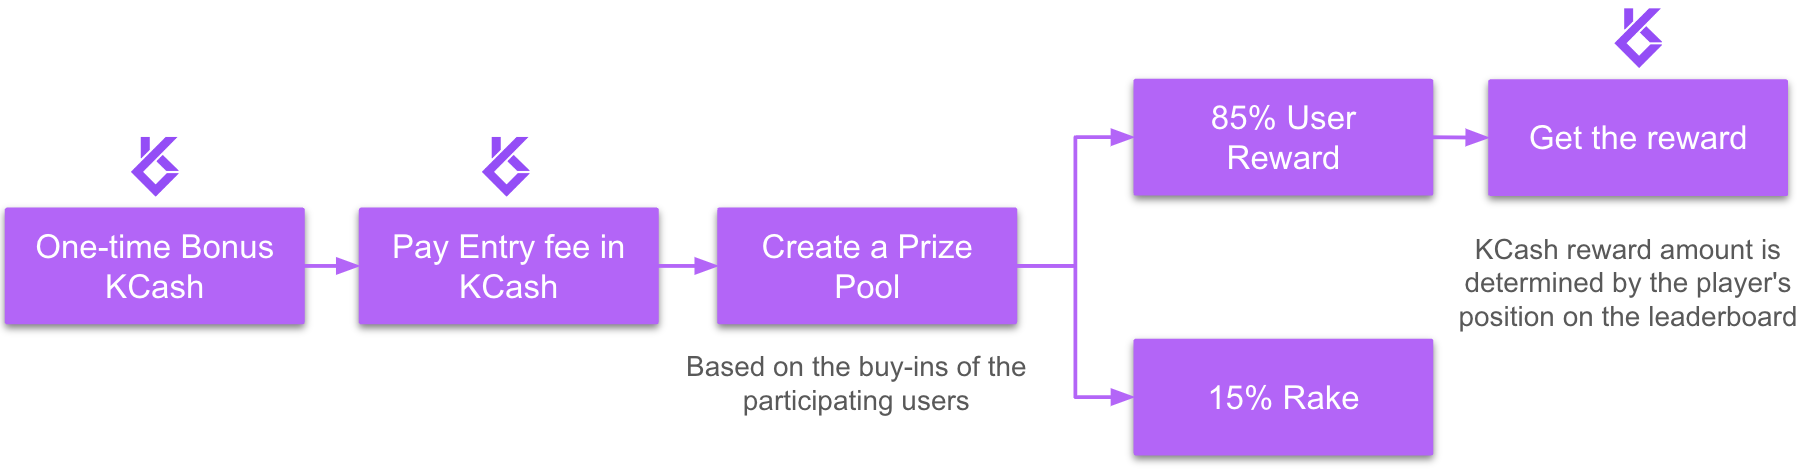 One-time Bonus
KCash
Pay Entry fee in
KCash
Create a Prize
Pool
Based on the buy-ins of the
participating users
85% User
Reward
15% Rake
Get the reward
KCash reward amount is
determined by the player's
position on the leaderboard